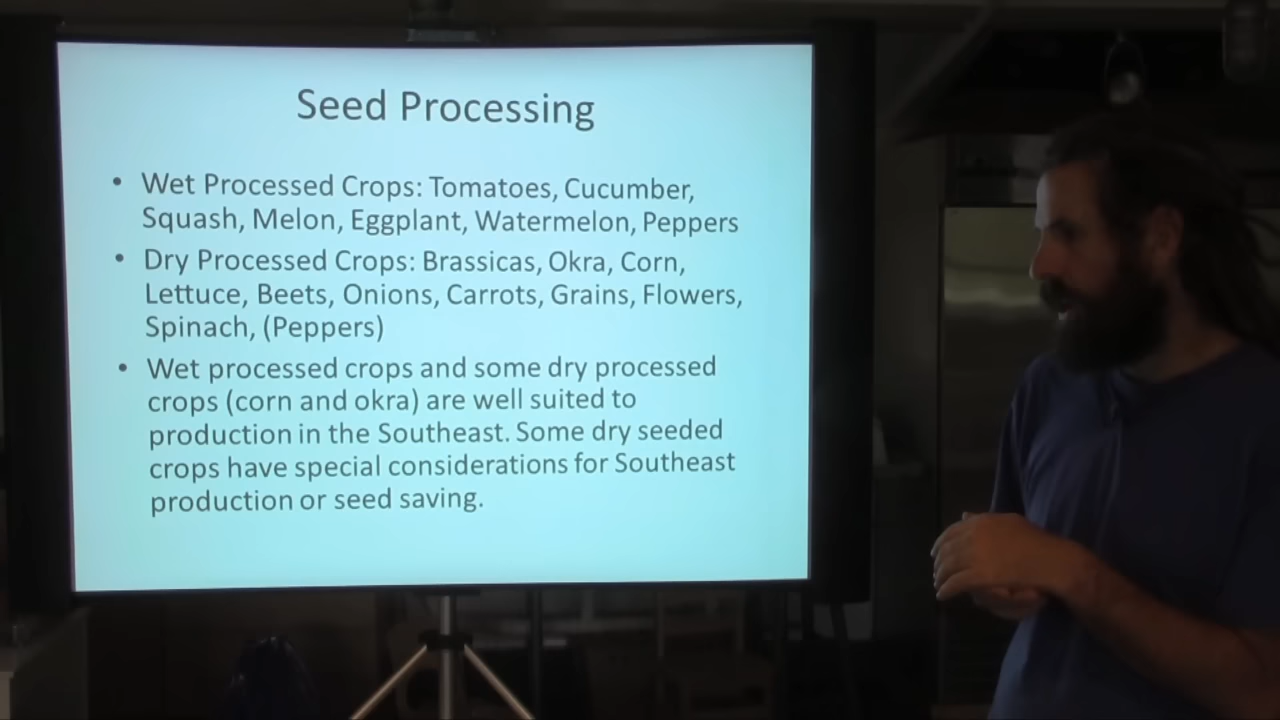 Seed Processing
• Wet Processed Crops: Tomatoes, Cucumber,
Squash, Melon, Eggplant, Watermelon, Peppers
• Dry Processed Crops: Brassicas, Okra, Corn,
Lettuce, Beets, Onions, Carrots, Grains, Flowers,
Spinach, (Peppers)
• Wet processed crops and some dry processed
crops (corn and okra) are well suited to
production in the Southeast. Some dry seeded
crops have special considerations for Southeast
production or seed saving.